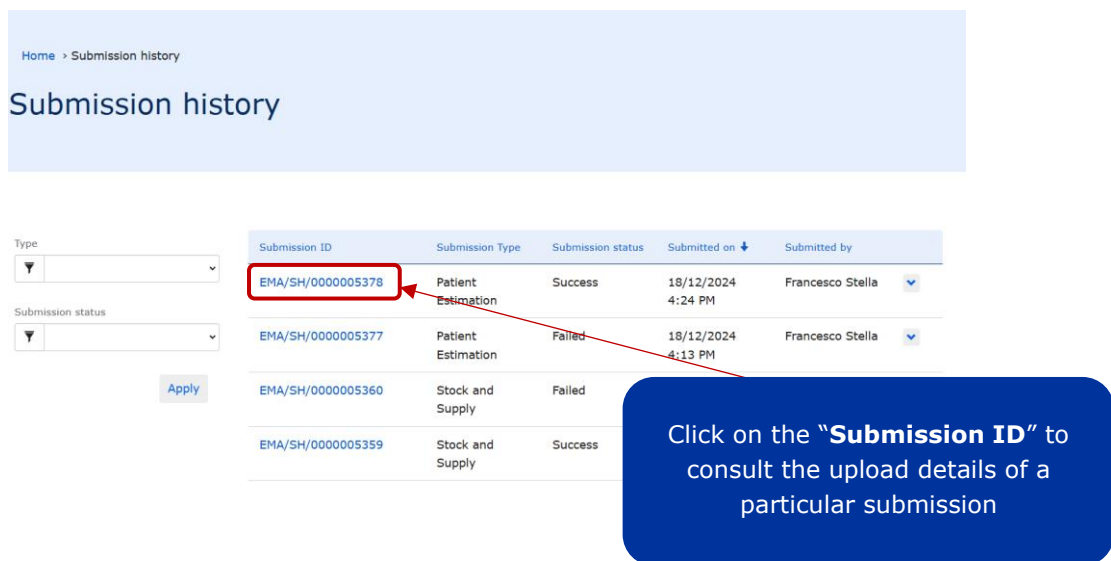 Home > Submission history
Submission history
Type
Submission status
Apply
Submission ID Submission Type Submission status Submitted on Submitted by
EMA/SH/0000005378 Patient Success 18/12/2024 Francesco Stella
Estimation 4:24 PM
EMA/SH/0000005377 Patient Failed 18/12/2024 Francesco Stella
Estimation 4:13 PM
EMA/SH/0000005360 Stock and Failed
Supply
EMA/SH/0000005359 Stock and Success
Supply
Click on the “Submission ID” to
consult the upload details of a
particular submission